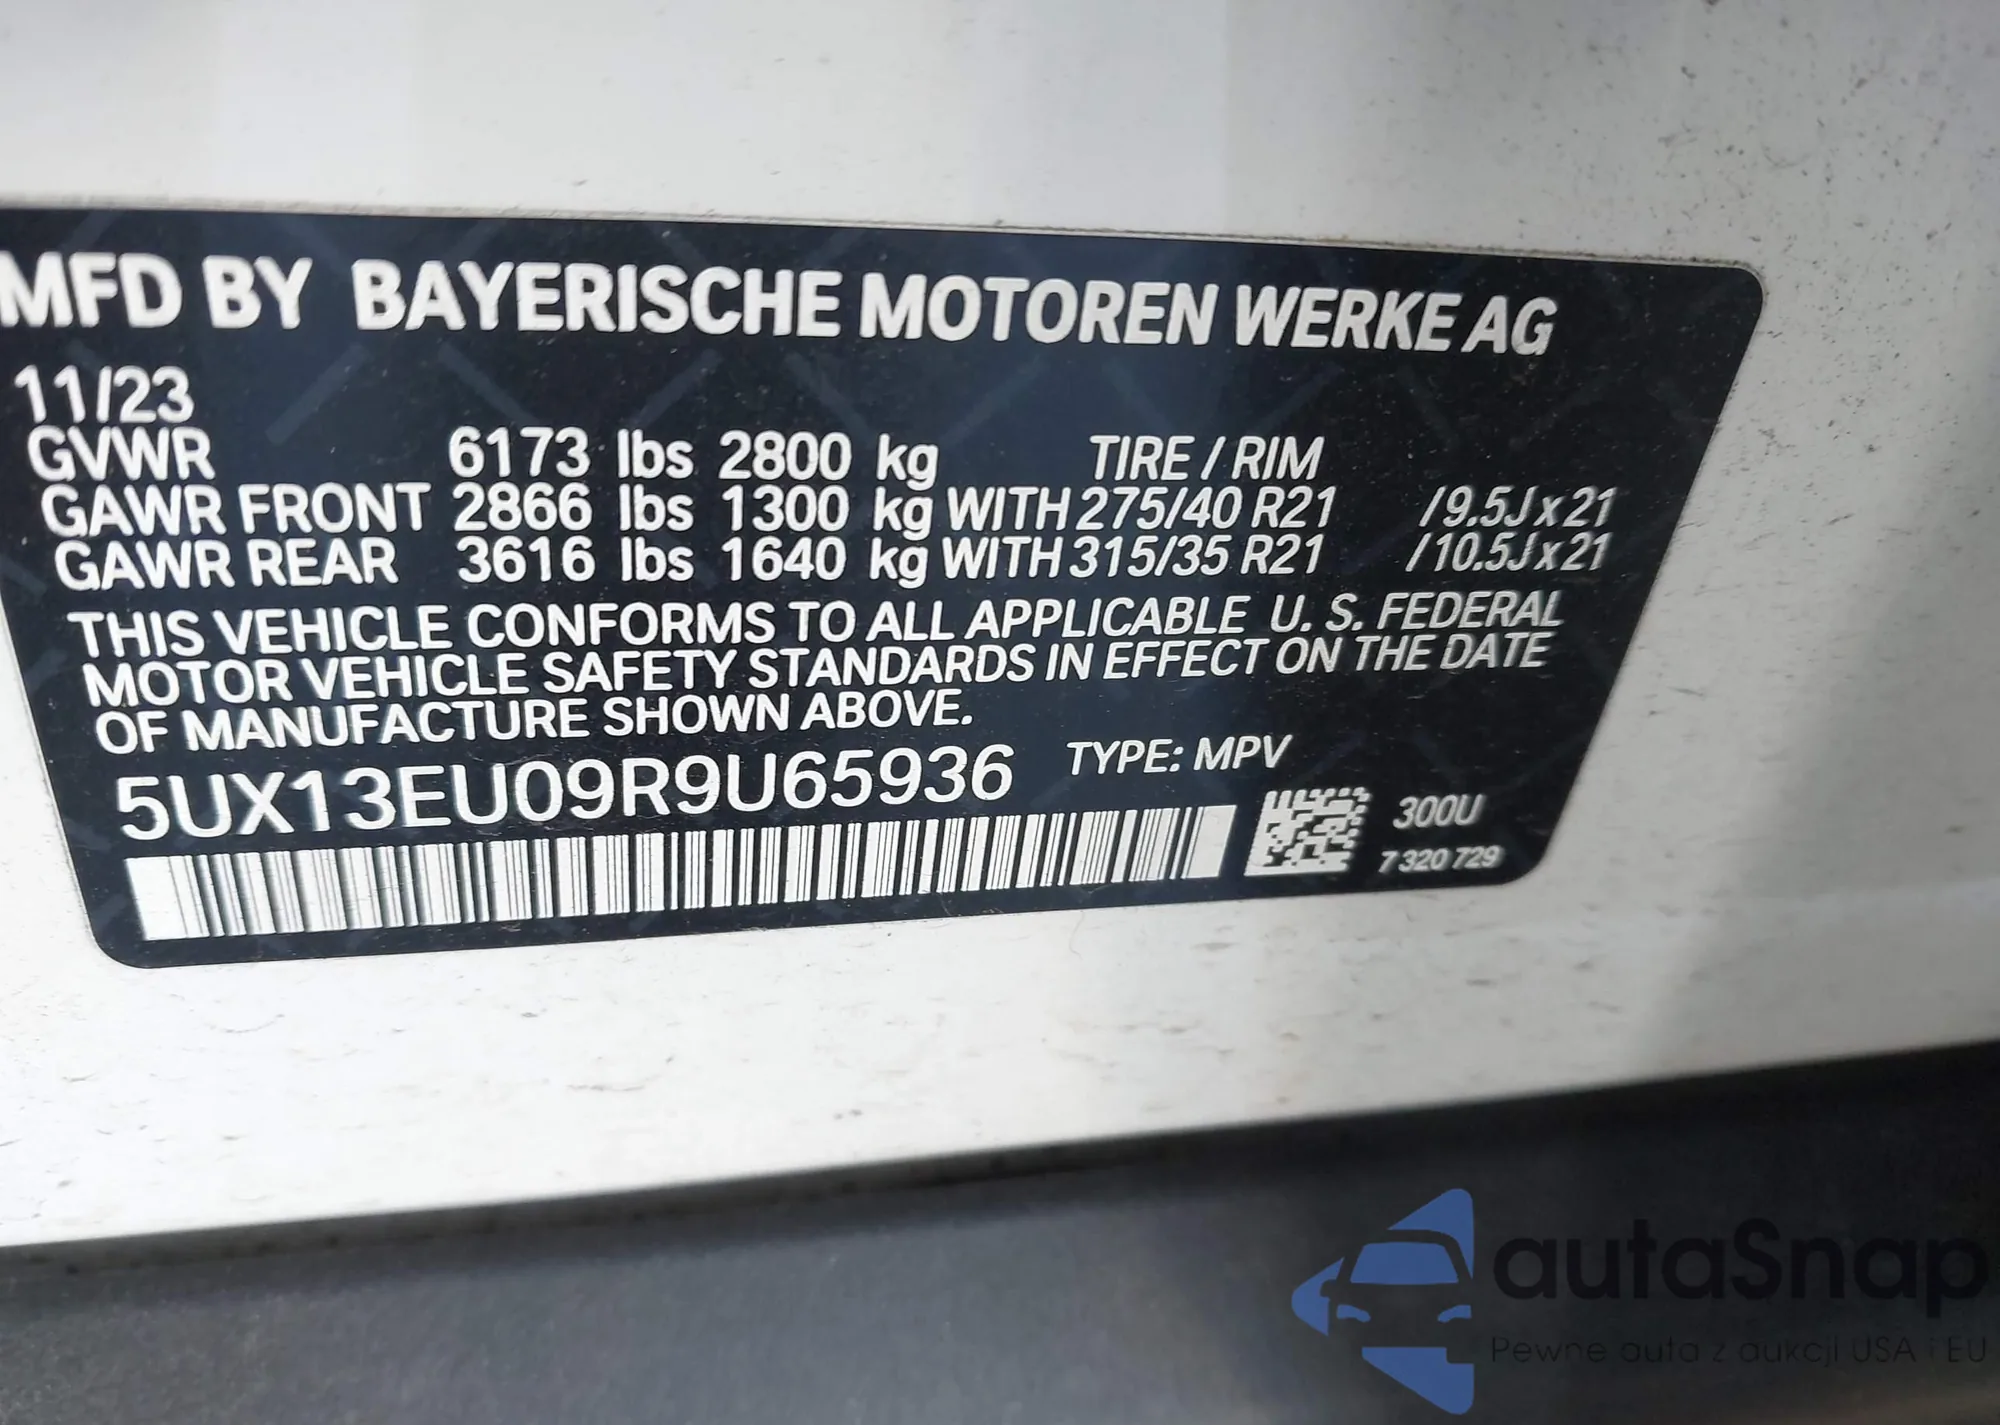 MFD BY BAYERISCHE MOTOREN WERKE AG
11/23
GVWR 6173 lbs 2800 kg TIRE / RIM
GAWR FRONT 2866 lbs 1300 kg WITH 275/40 R21 /9.5J x 21
GAWR REAR 3616 lbs 1640 kg WITH 315/35 R21 /10.5J x 21
THIS VEHICLE CONFORMS TO ALL APPLICABLE U. S. FEDERAL
MOTOR VEHICLE SAFETY STANDARDS IN EFFECT ON THE DATE
OF MANUFACTURE SHOWN ABOVE.
5UX13EU09R9U65936 TYPE: MPV
300U
7 320 729
autaSnap
Pewne auta z aukcji USA i EU